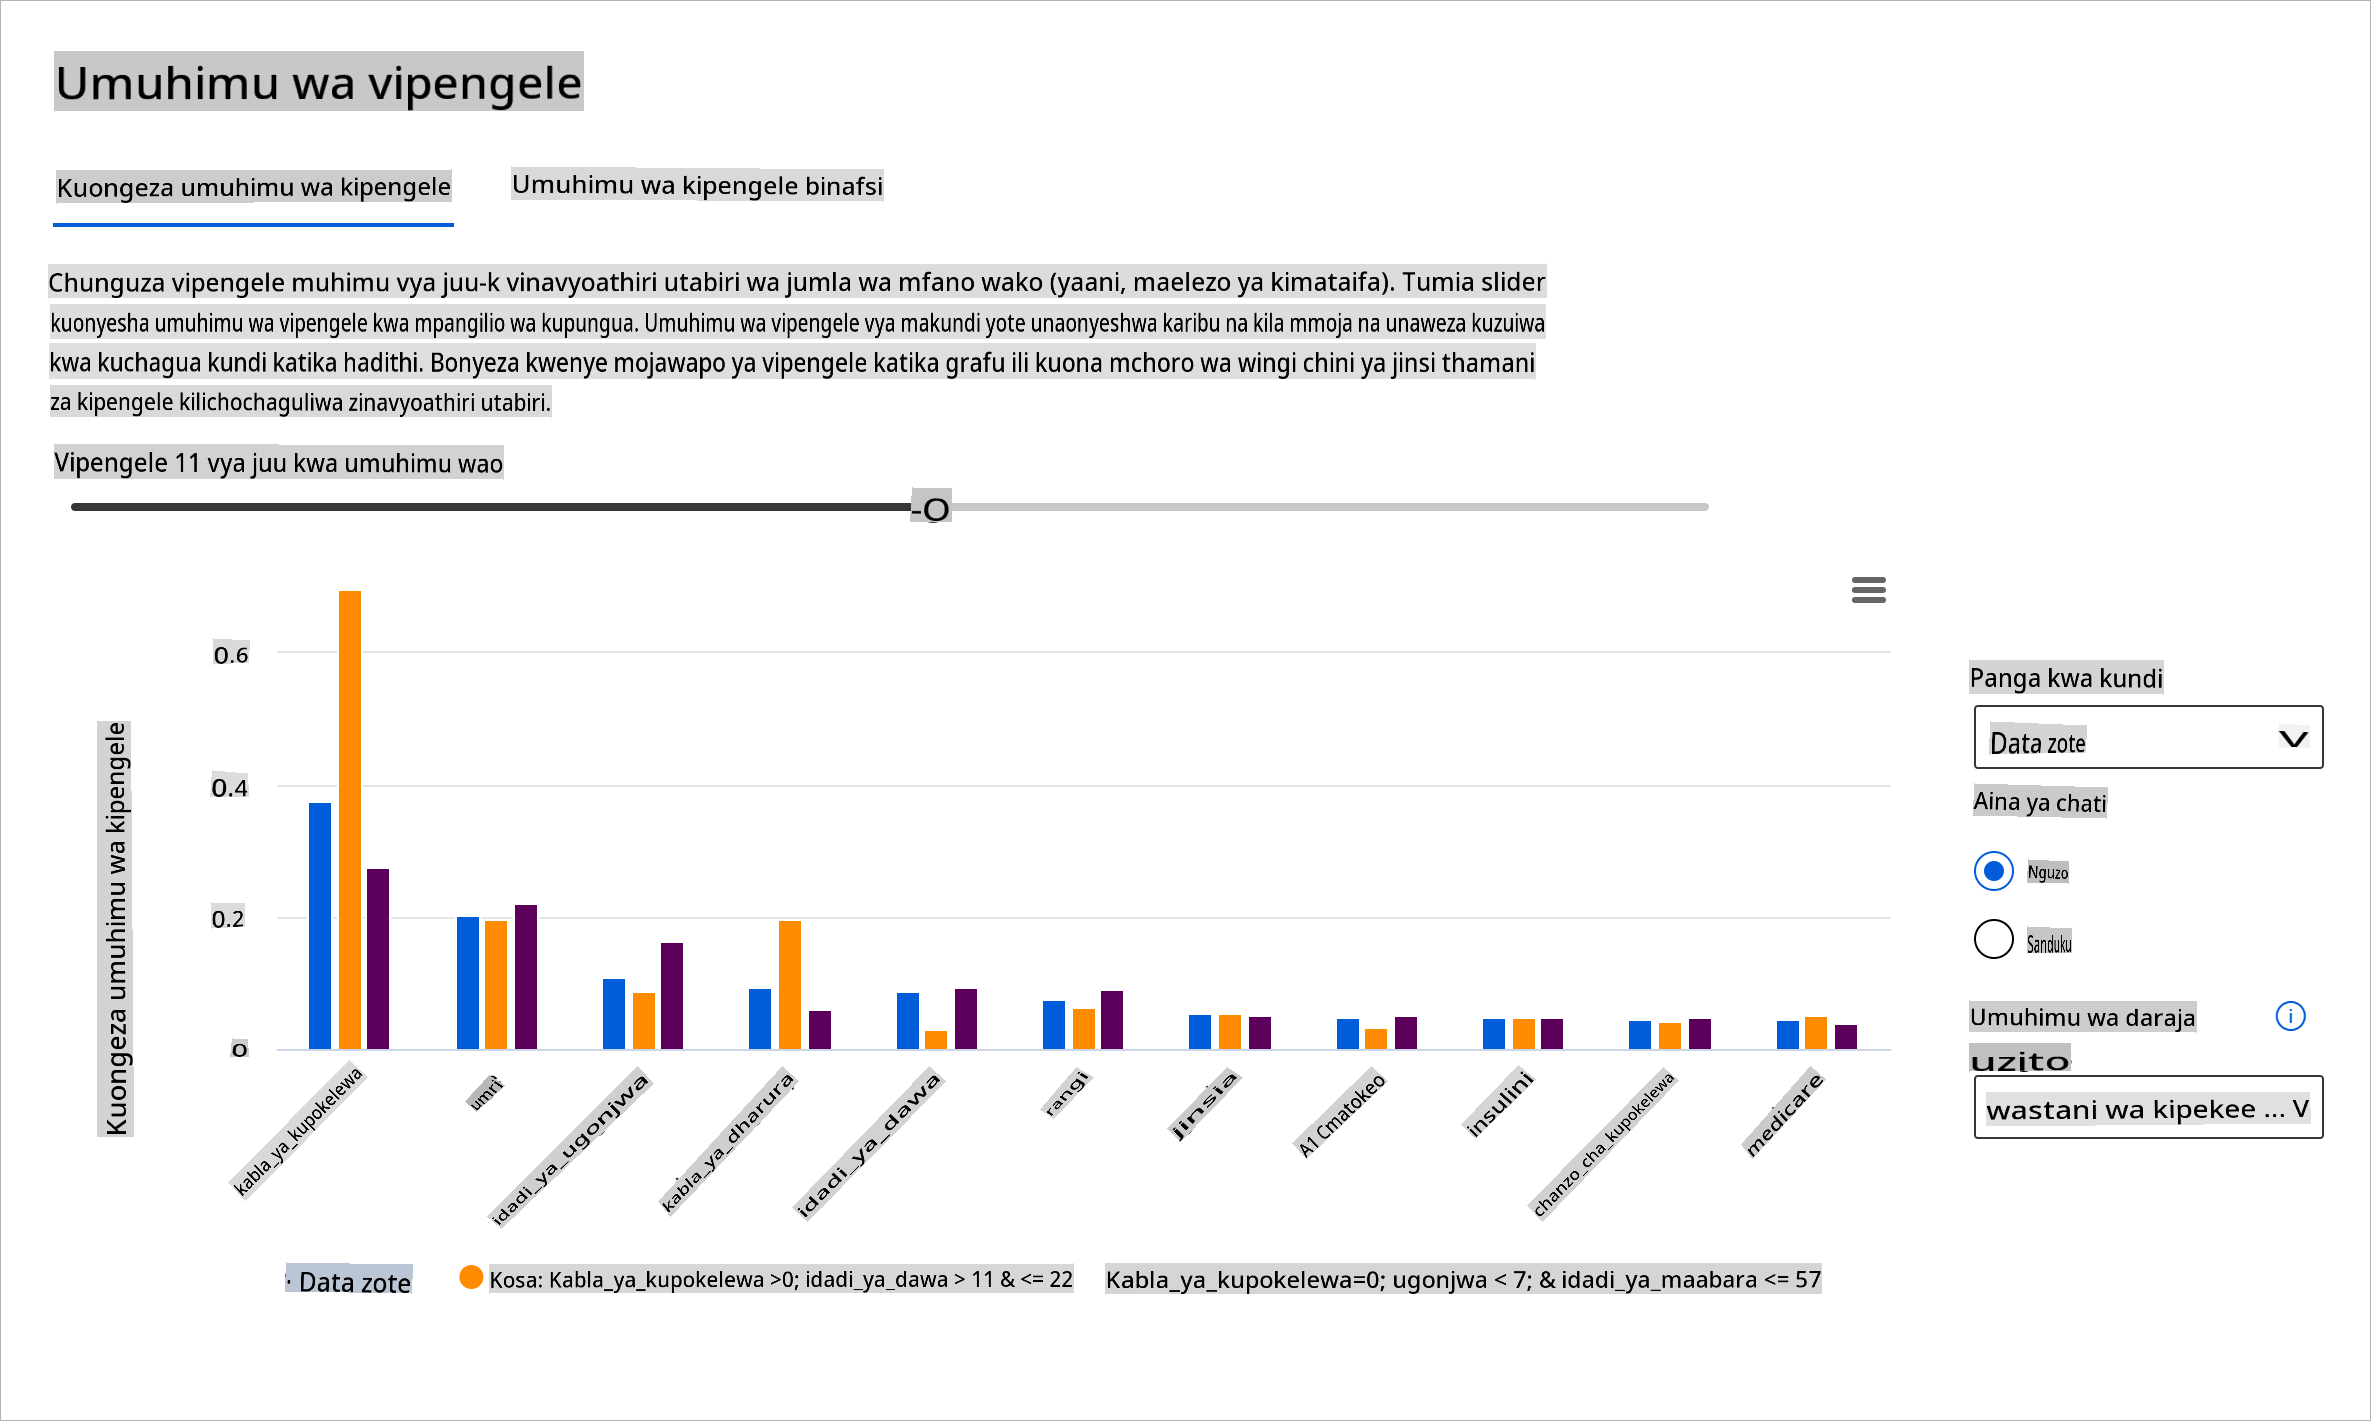 Umuhimu wa vipengele
Kuongeza umuhimu wa kipengele
Umuhimu wa kipengele binafsi
Chunguza vipengele muhimu vya juu-k vinavyoathiri utabiri wa jumla wa mfano wako (yaani, maelezo ya kimataifa). Tumia slider
kuonyesha umuhimu wa vipengele kwa mpangilio wa kupungua. Umuhimu wa vipengele vya makundi yote unaonyeshwa karibu na kila mmoja na unaweza kuzuiwa
kwa kuchagua kundi katika hadithi. Bonyeza kwenye mojawapo ya vipengele katika grafu ili kuona mchoro wa wingi chini ya jinsi thamani
za kipengele kilichochaguliwa zinavyoathiri utabiri.
Vipengele 11 vya juu kwa umuhimu wao
-O
Kuongeza umuhimu wa kipengele
0.6
0.4
0.2
0
kabla_ya_kupokelewa
umri
idadi_ya_ugonjwa
kabla_ya_dharura
idadi_ya_dawa
rangi
jinsia
A1 Cmatokeo
insulini
chanzo_cha_kupokelewa
medicare
· Data zote
Kosa: Kabla_ya_kupokelewa >0; idadi_ya_dawa > 11 & <= 22
Kabla_ya_kupokelewa=0; ugonjwa < 7; & idadi_ya_maabara <= 57
Panga kwa kundi
Data zote V
Aina ya chati
Nguzo
Sanduku
Umuhimu wa daraja i
uzito
wastani wa kipekee ... V